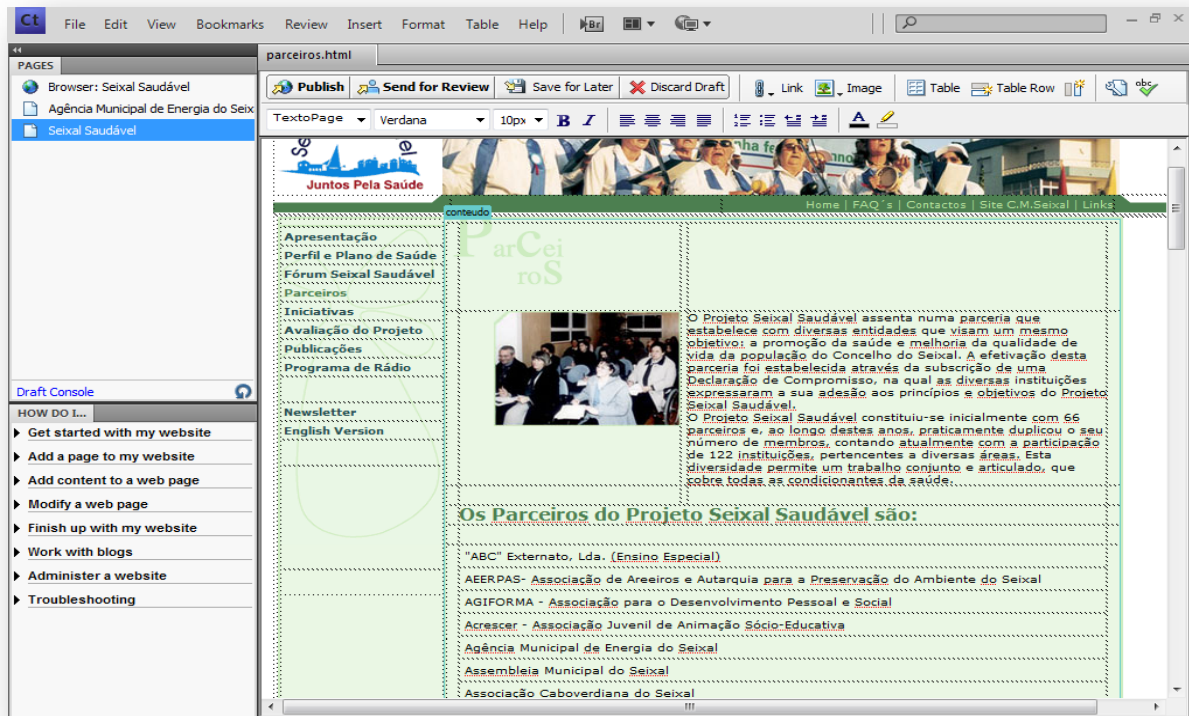 Ct File Edit View Bookmarks Review Insert Format Table Help Br
PAGES
Browser: Seixal Saudável
Agência Municipal de Energia do Seix
Seixal Saudável
Draft Console
HOW DO I...
Get started with my website
Add a page to my website
Add content to a web page
Modify a web page
Finish up with my website
Work with blogs
Administer a website
Troubleshooting
parceiros.html
Publish Send for Review Save for Later Discard Draft Link Image Table Table Row abc
TextoPage Verdana 10px B I A
Juntos Pela Saúde
Home | FAQ´s | Contactos | Site C.M.Seixal | Links
conteudo
Apresentação
Perfil e Plano de Saúde
Fórum Seixal Saudável
Parceiros
Iniciativas
Avaliação do Projeto
Publicações
Programa de Rádio
Newsletter
English Version
ParCei
roS
O Projeto Seixal Saudável assenta numa parceria que
estabelece com diversas entidades que visam um mesmo
objetivo: a promoção da saúde e melhoria da qualidade de
vida da população do Concelho do Seixal. A efetivação desta
parceria foi estabelecida através da subscrição de uma
Declaração de Compromisso, na qual as diversas instituições
expressaram a sua adesão aos princípios e objetivos do Projeto
Seixal Saudável.
O Projeto Seixal Saudável constituiu-se inicialmente com 66
parceiros e, ao longo destes anos, praticamente duplicou o seu
número de membros, contando atualmente com a participação
de 122 instituições, pertencentes a diversas áreas. Esta
diversidade permite um trabalho conjunto e articulado, que
cobre todas as condicionantes da saúde.
Os Parceiros do Projeto Seixal Saudável são:
"ABC" Externato, Lda. (Ensino Especial)
AEERPAS- Associação de Areeiros e Autarquia para a Preservação do Ambiente do Seixal
AGIFORMA - Associação para o Desenvolvimento Pessoal e Social
Acrescer - Associação Juvenil de Animação Sócio-Educativa
Agência Municipal de Energia do Seixal
Assembleia Municipal do Seixal
Associação Caboverdiana do Seixal